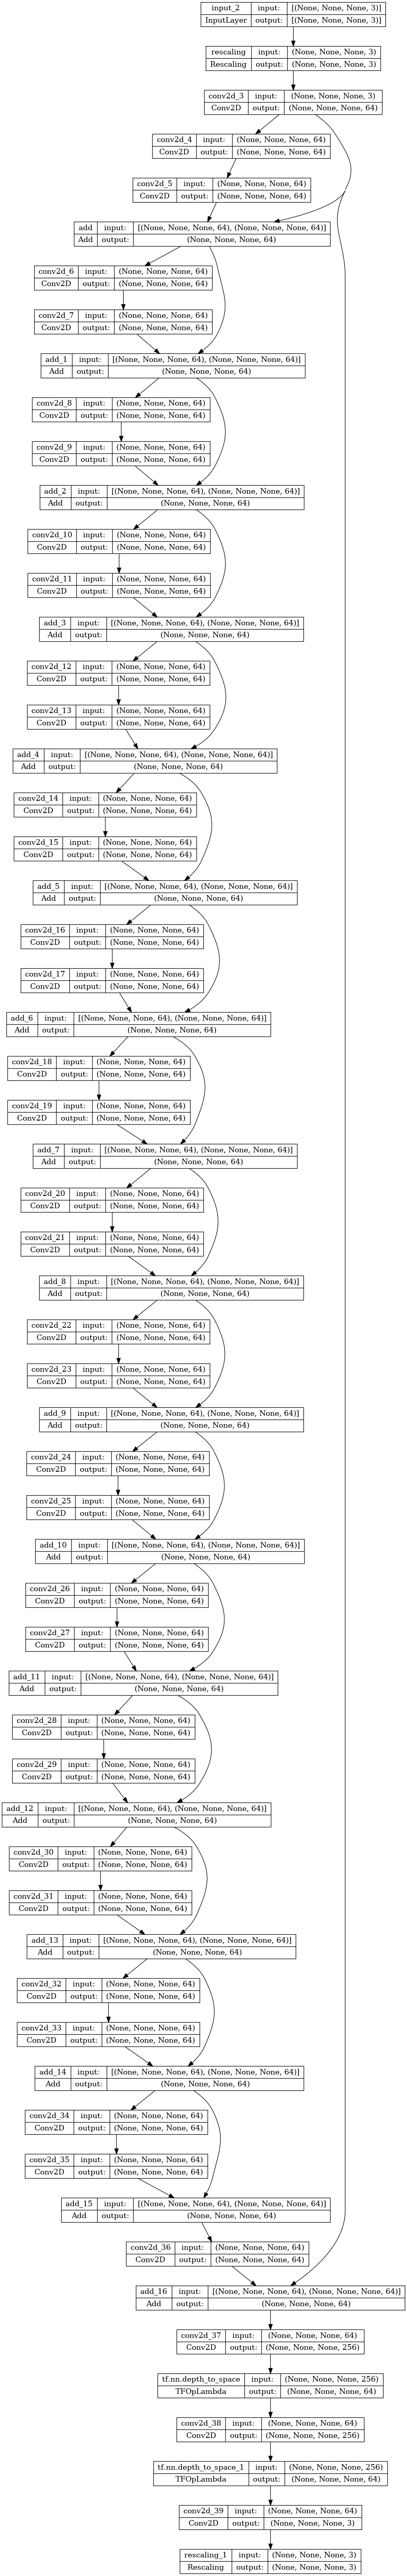 input_2 input: [(None, None, None, 3)]
InputLayer output: [(None, None, None, 3)]
rescaling input: (None, None, None, 3)
Rescaling output: (None, None, None, 3)
conv2d_3 input: (None, None, None, 3)
Conv2D output: (None, None, None, 64)
conv2d_4 input: (None, None, None, 64)
Conv2D output: (None, None, None, 64)
conv2d_5 input: (None, None, None, 64)
Conv2D output: (None, None, None, 64)
add input: [(None, None, None, 64), (None, None, None, 64)]
Add output: (None, None, None, 64)
conv2d_6 input: (None, None, None, 64)
Conv2D output: (None, None, None, 64)
conv2d_7 input: (None, None, None, 64)
Conv2D output: (None, None, None, 64)
add_1 input: [(None, None, None, 64), (None, None, None, 64)]
Add output: (None, None, None, 64)
conv2d_8 input: (None, None, None, 64)
Conv2D output: (None, None, None, 64)
conv2d_9 input: (None, None, None, 64)
Conv2D output: (None, None, None, 64)
add_2 input: [(None, None, None, 64), (None, None, None, 64)]
Add output: (None, None, None, 64)
conv2d_10 input: (None, None, None, 64)
Conv2D output: (None, None, None, 64)
conv2d_11 input: (None, None, None, 64)
Conv2D output: (None, None, None, 64)
add_3 input: [(None, None, None, 64), (None, None, None, 64)]
Add output: (None, None, None, 64)
conv2d_12 input: (None, None, None, 64)
Conv2D output: (None, None, None, 64)
conv2d_13 input: (None, None, None, 64)
Conv2D output: (None, None, None, 64)
add_4 input: [(None, None, None, 64), (None, None, None, 64)]
Add output: (None, None, None, 64)
conv2d_14 input: (None, None, None, 64)
Conv2D output: (None, None, None, 64)
conv2d_15 input: (None, None, None, 64)
Conv2D output: (None, None, None, 64)
add_5 input: [(None, None, None, 64), (None, None, None, 64)]
Add output: (None, None, None, 64)
conv2d_16 input: (None, None, None, 64)
Conv2D output: (None, None, None, 64)
conv2d_17 input: (None, None, None, 64)
Conv2D output: (None, None, None, 64)
add_6 input: [(None, None, None, 64), (None, None, None, 64)]
Add output: (None, None, None, 64)
conv2d_18 input: (None, None, None, 64)
Conv2D output: (None, None, None, 64)
conv2d_19 input: (None, None, None, 64)
Conv2D output: (None, None, None, 64)
add_7 input: [(None, None, None, 64), (None, None, None, 64)]
Add output: (None, None, None, 64)
conv2d_20 input: (None, None, None, 64)
Conv2D output: (None, None, None, 64)
conv2d_21 input: (None, None, None, 64)
Conv2D output: (None, None, None, 64)
add_8 input: [(None, None, None, 64), (None, None, None, 64)]
Add output: (None, None, None, 64)
conv2d_22 input: (None, None, None, 64)
Conv2D output: (None, None, None, 64)
conv2d_23 input: (None, None, None, 64)
Conv2D output: (None, None, None, 64)
add_9 input: [(None, None, None, 64), (None, None, None, 64)]
Add output: (None, None, None, 64)
conv2d_24 input: (None, None, None, 64)
Conv2D output: (None, None, None, 64)
conv2d_25 input: (None, None, None, 64)
Conv2D output: (None, None, None, 64)
add_10 input: [(None, None, None, 64), (None, None, None, 64)]
Add output: (None, None, None, 64)
conv2d_26 input: (None, None, None, 64)
Conv2D output: (None, None, None, 64)
conv2d_27 input: (None, None, None, 64)
Conv2D output: (None, None, None, 64)
add_11 input: [(None, None, None, 64), (None, None, None, 64)]
Add output: (None, None, None, 64)
conv2d_28 input: (None, None, None, 64)
Conv2D output: (None, None, None, 64)
conv2d_29 input: (None, None, None, 64)
Conv2D output: (None, None, None, 64)
add_12 input: [(None, None, None, 64), (None, None, None, 64)]
Add output: (None, None, None, 64)
conv2d_30 input: (None, None, None, 64)
Conv2D output: (None, None, None, 64)
conv2d_31 input: (None, None, None, 64)
Conv2D output: (None, None, None, 64)
add_13 input: [(None, None, None, 64), (None, None, None, 64)]
Add output: (None, None, None, 64)
conv2d_32 input: (None, None, None, 64)
Conv2D output: (None, None, None, 64)
conv2d_33 input: (None, None, None, 64)
Conv2D output: (None, None, None, 64)
add_14 input: [(None, None, None, 64), (None, None, None, 64)]
Add output: (None, None, None, 64)
conv2d_34 input: (None, None, None, 64)
Conv2D output: (None, None, None, 64)
conv2d_35 input: (None, None, None, 64)
Conv2D output: (None, None, None, 64)
add_15 input: [(None, None, None, 64), (None, None, None, 64)]
Add output: (None, None, None, 64)
conv2d_36 input: (None, None, None, 64)
Conv2D output: (None, None, None, 64)
add_16 input: [(None, None, None, 64), (None, None, None, 64)]
Add output: (None, None, None, 64)
conv2d_37 input: (None, None, None, 64)
Conv2D output: (None, None, None, 256)
tf.nn.depth_to_space input: (None, None, None, 256)
TFOpLambda output: (None, None, None, 64)
conv2d_38 input: (None, None, None, 64)
Conv2D output: (None, None, None, 256)
tf.nn.depth_to_space_1 input: (None, None, None, 256)
TFOpLambda output: (None, None, None, 64)
conv2d_39 input: (None, None, None, 64)
Conv2D output: (None, None, None, 3)
rescaling_1 input: (None, None, None, 3)
Rescaling output: (None, None, None, 3)